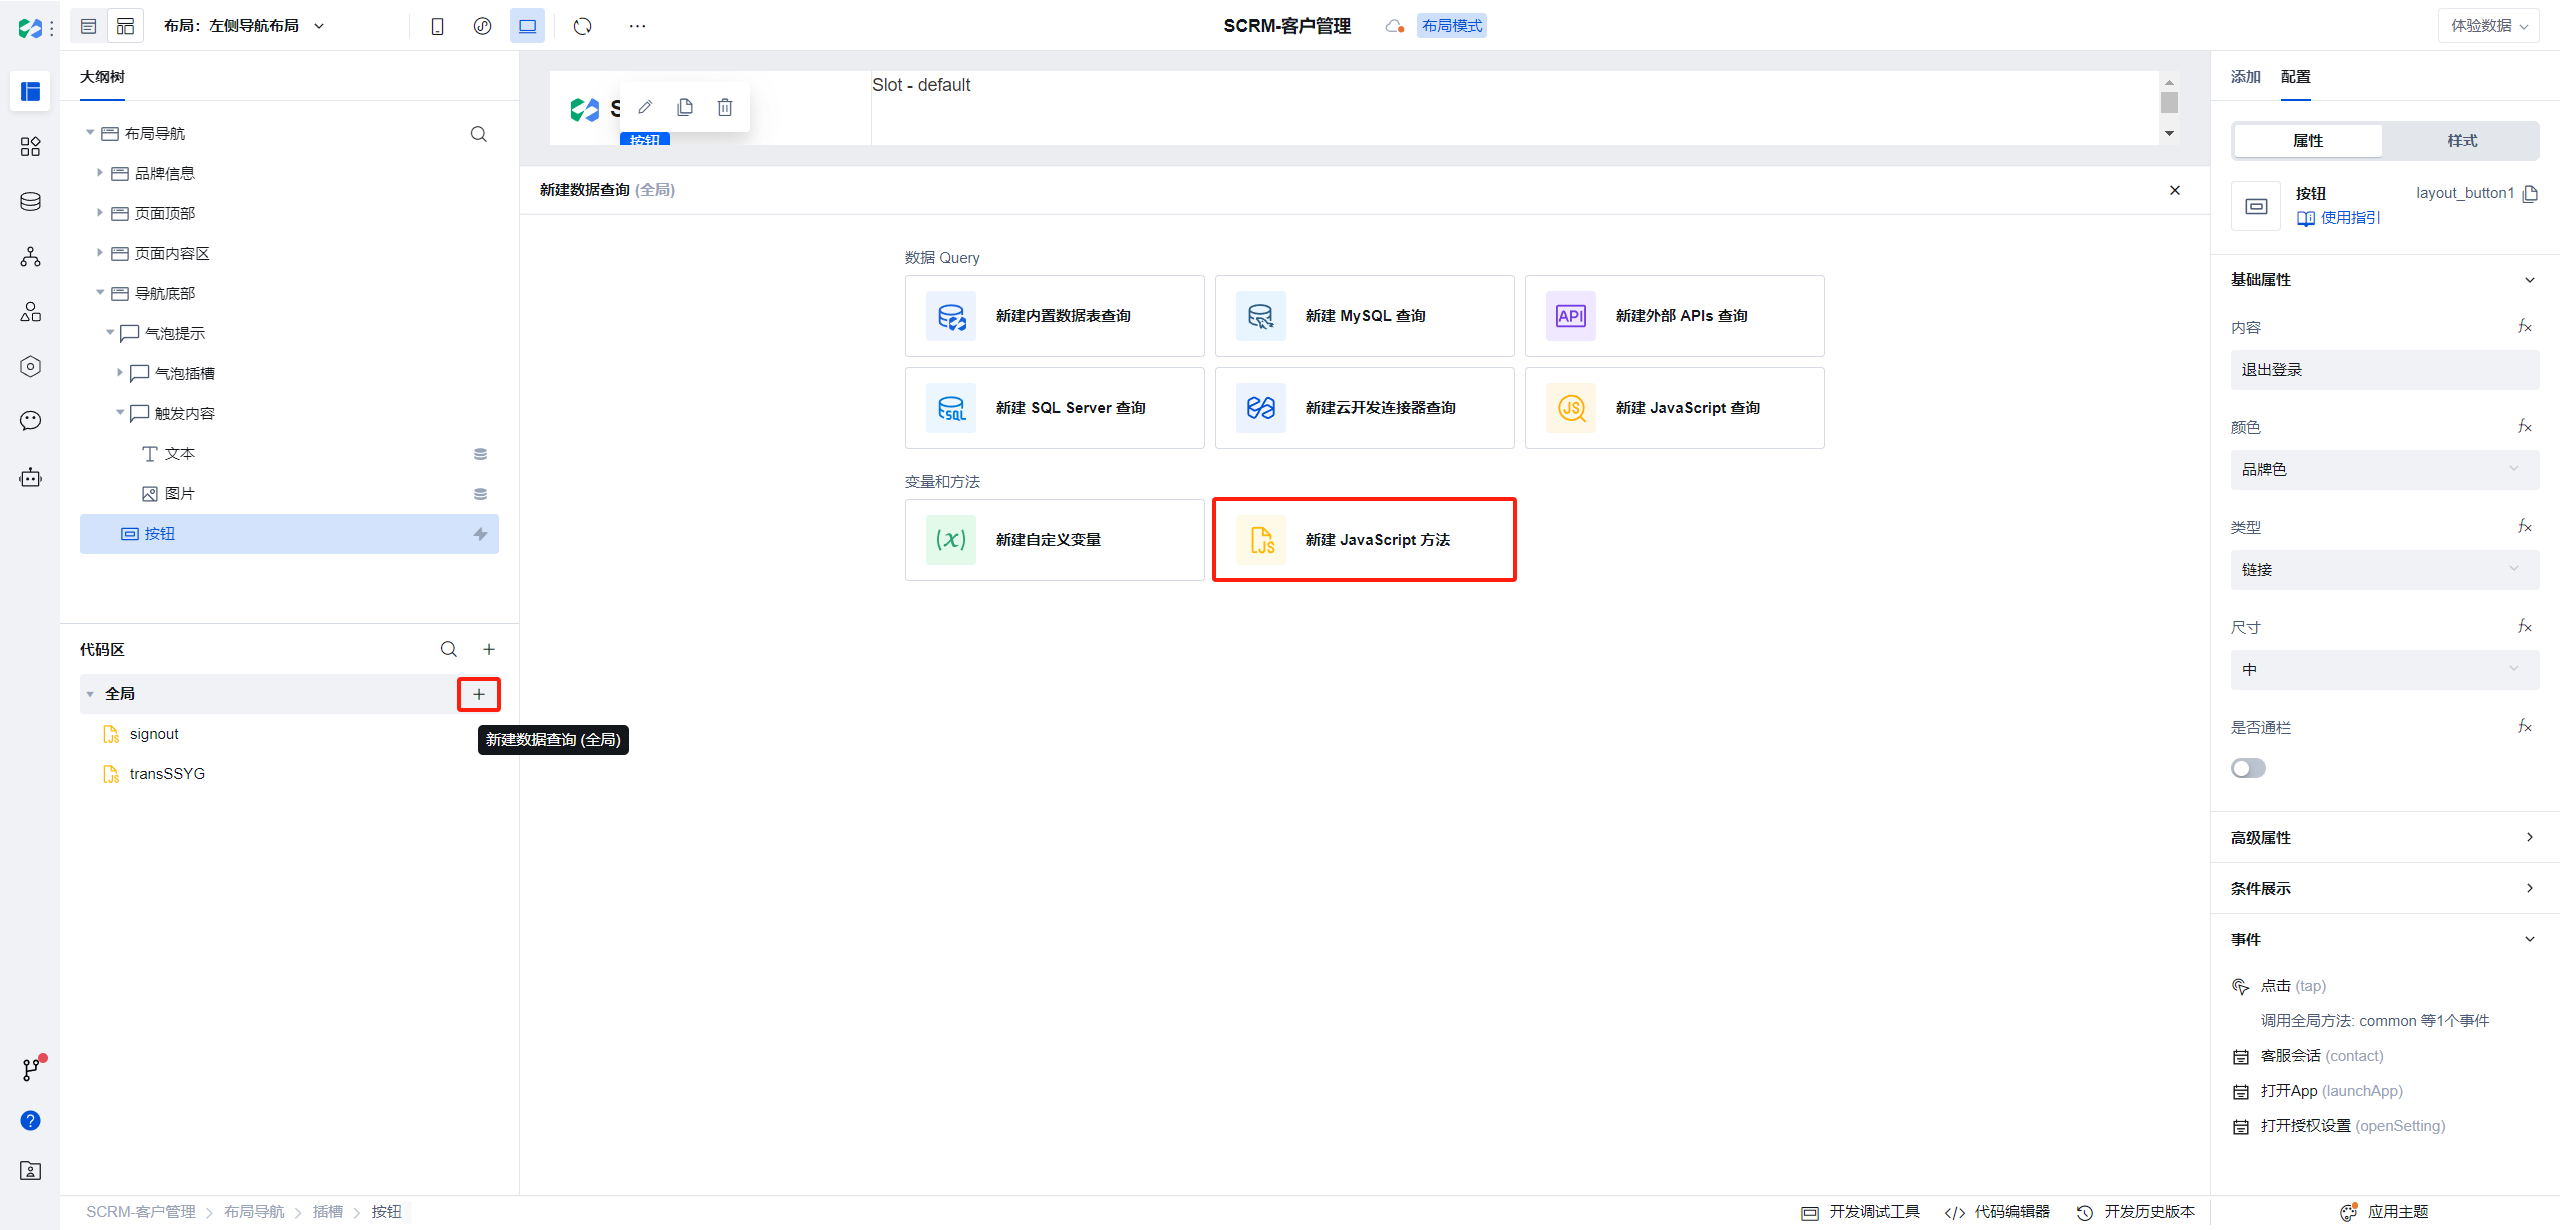 布局：左侧导航布局
SCRM-客户管理
布局模式
体验数据
大纲树
布局导航
品牌信息
页面顶部
页面内容区
导航底部
气泡提示
气泡插槽
触发内容
文本
图片
按钮
代码区
全局
signout
transSSYG
新建数据查询 (全局)
S
按钮
Slot - default
新建数据查询 (全局)
数据 Query
新建内置数据表查询
新建 MySQL 查询
API
新建外部 APIs 查询
SQL
新建 SQL Server 查询
新建云开发连接器查询
JS
新建 JavaScript 查询
变量和方法
(x)
新建自定义变量
JS
新建 JavaScript 方法
添加
配置
属性
样式
按钮
layout_button1
使用指引
基础属性
内容
fx
退出登录
颜色
fx
品牌色
类型
fx
链接
尺寸
fx
中
是否通栏
fx
高级属性
条件展示
事件
点击 (tap)
调用全局方法: common 等1个事件
客服会话 (contact)
打开App (launchApp)
打开授权设置 (openSetting)
SCRM-客户管理
布局导航
插槽
按钮
开发调试工具
代码编辑器
开发历史版本
应用主题